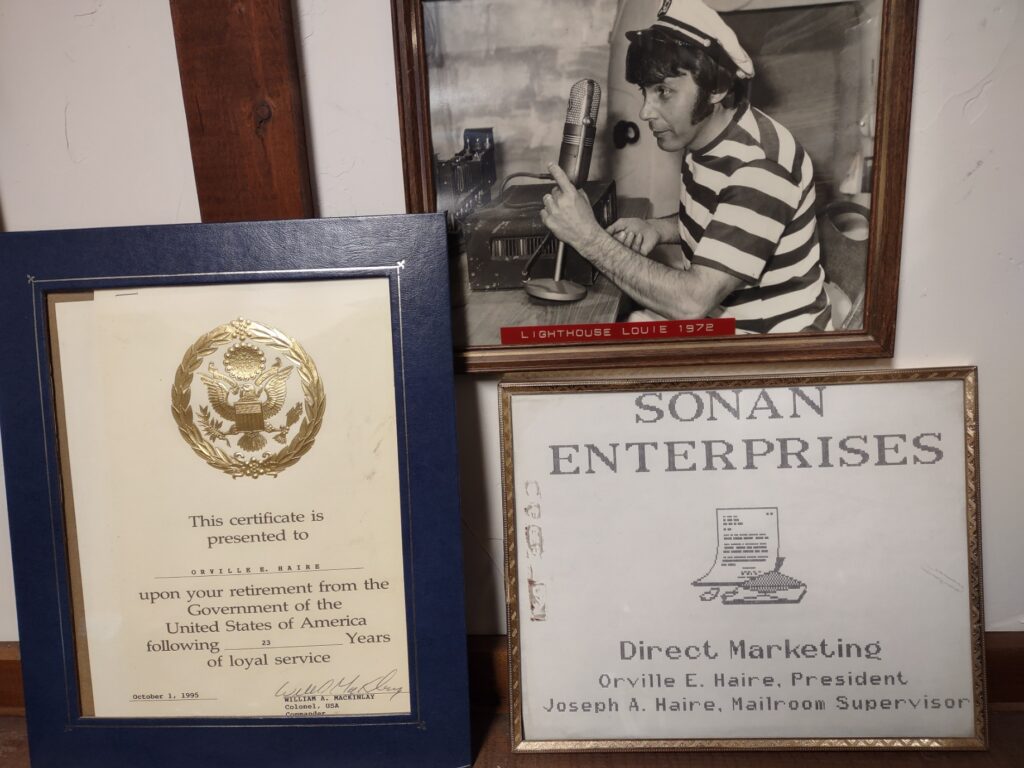 LIGHTHOUSE LOUIE 1972
This certificate is
presented to
ORVILLE E. HAIRE
upon your retirement from the
Government of the
United States of America
following 23 Years
of loyal service
October 1, 1995
WILLIAM A. MACKINLAY
Colonel, USA
Commander
SONAN
ENTERPRISES
Direct Marketing
Orville E. Haire, President
Joseph A. Haire, Mailroom Supervisor